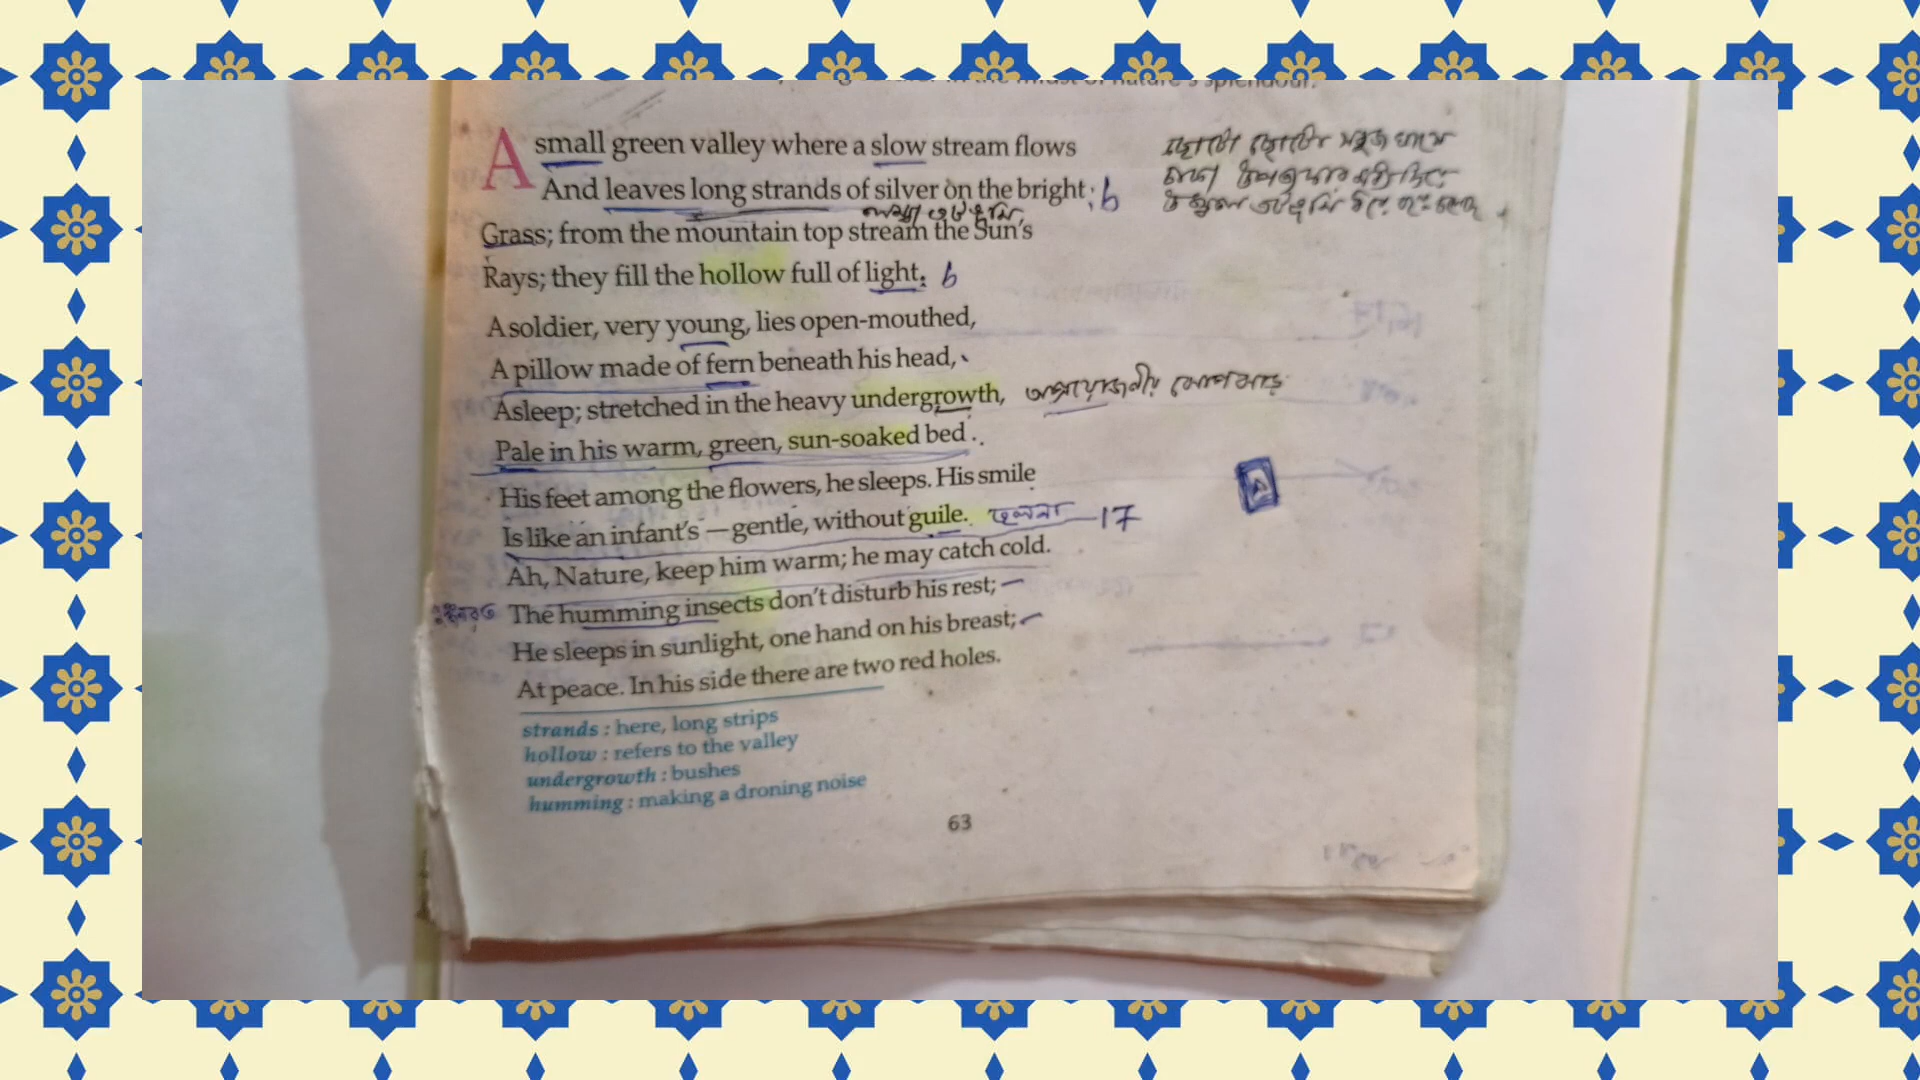 nature's splendour.
A small green valley where a slow stream flows
And leaves long strands of silver on the bright; b
Grass; from the mountain top stream the Sun's
Rays; they fill the hollow full of light. b
A soldier, very young, lies open-mouthed,
A pillow made of fern beneath his head,
Asleep; stretched in the heavy undergrowth,
Pale in his warm, green, sun-soaked bed.
His feet among the flowers, he sleeps. His smile
Is like an infant's — gentle, without guile. ছলনা 17
Ah, Nature, keep him warm; he may catch cold.
The humming insects don't disturb his rest;
He sleeps in sunlight, one hand on his breast;
At peace. In his side there are two red holes.
strands : here, long strips
hollow : refers to the valley
undergrowth : bushes
humming : making a droning noise
63